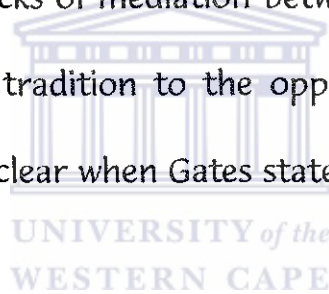 cks of mediation betw
tradition to the opp
clear when Gates state
UNIVERSITY of the
WESTERN CAPE